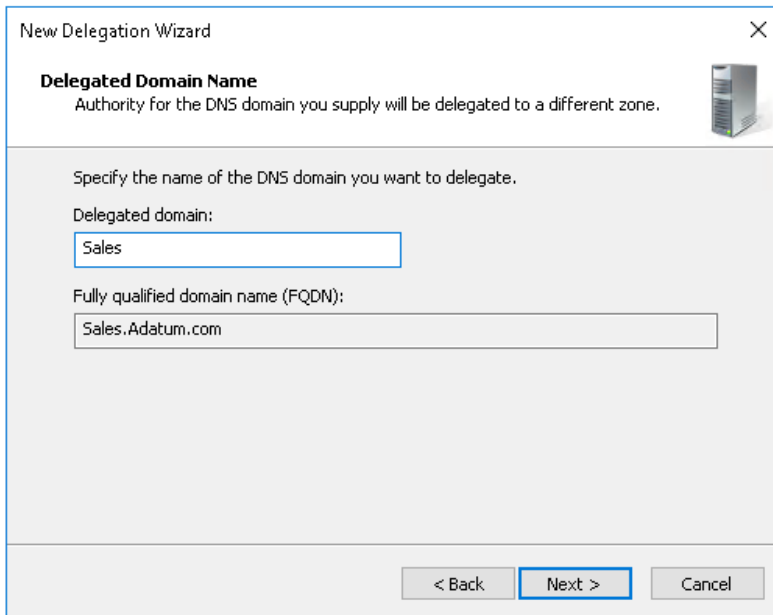 New Delegation Wizard
Delegated Domain Name
Authority for the DNS domain you supply will be delegated to a different zone.
Specify the name of the DNS domain you want to delegate.
Delegated domain:
Sales
Fully qualified domain name (FQDN):
Sales.Adatum.com
< Back Next > Cancel